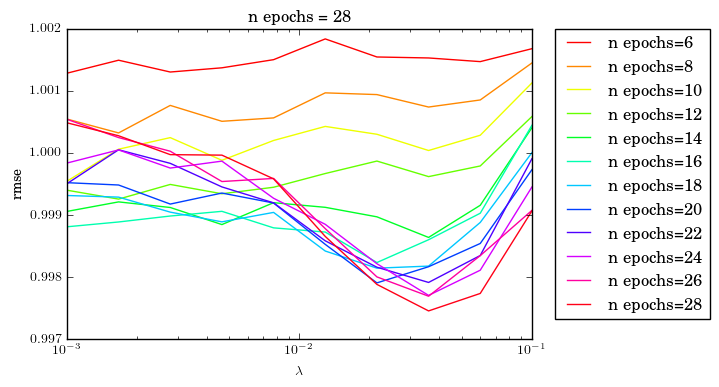 n epochs = 28
1.002
1.001
1.000
0.999
0.998
0.997
rmse
10⁻³
10⁻²
10⁻¹
λ
n epochs=6
n epochs=8
n epochs=10
n epochs=12
n epochs=14
n epochs=16
n epochs=18
n epochs=20
n epochs=22
n epochs=24
n epochs=26
n epochs=28